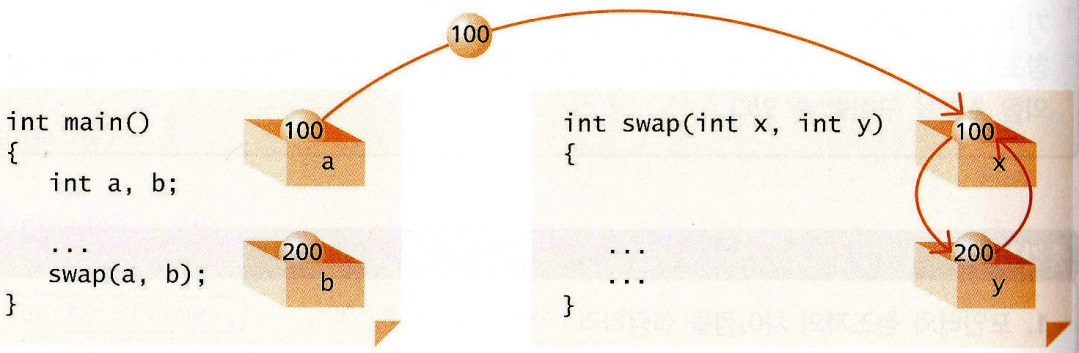 100
int main()
{
int a, b;
...
swap(a, b);
}
100
a
200
b
int swap(int x, int y)
{
...
...
}
100
x
200
y